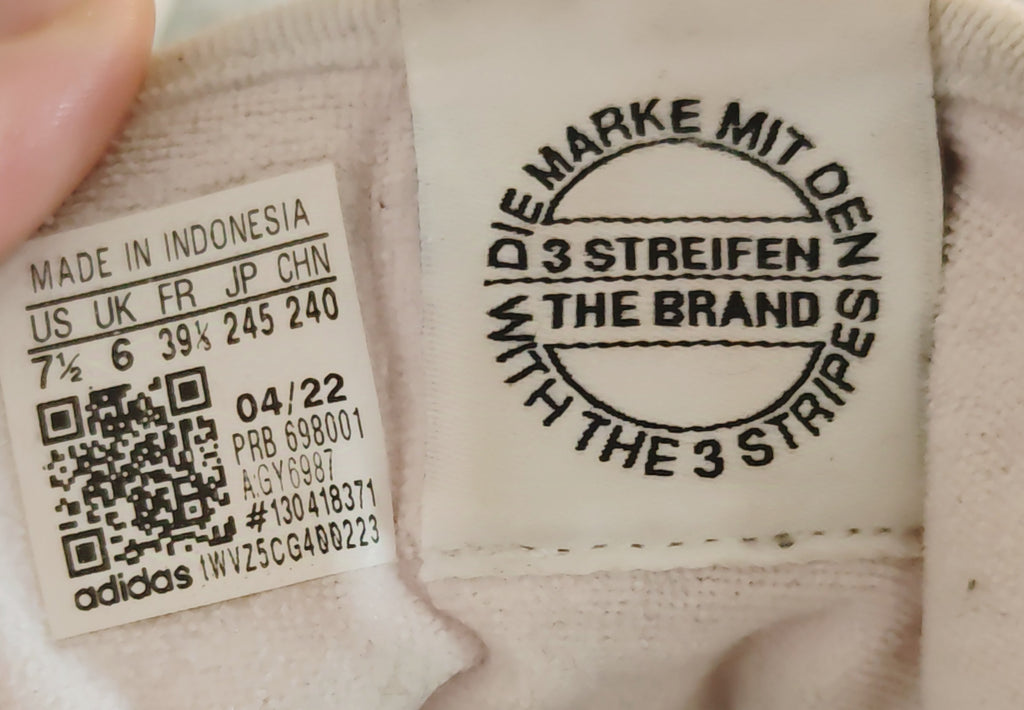 MADE IN INDONESIA
US UK FR JP CHN
7½ 6 39⅓ 245 240
04/22
PRB 698001
A:GY6987
#130418371
1WVZ5CG400223
adidas
DIE MARKE MIT DEN
3 STREIFEN
THE BRAND
WITH THE 3 STRIPES